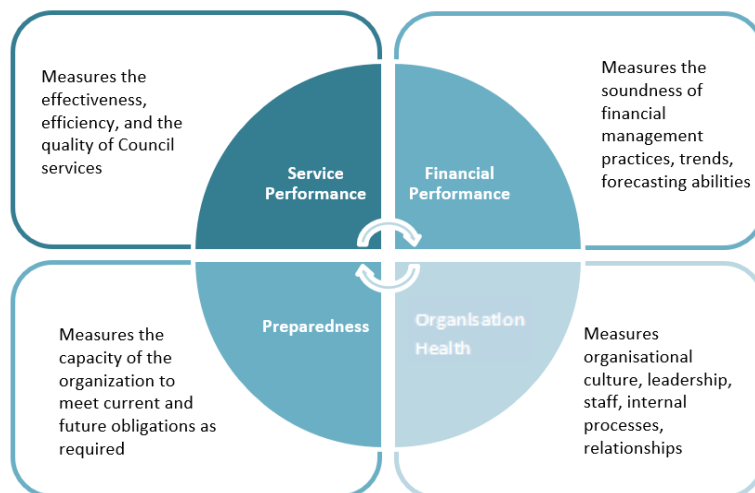 Measures the
effectiveness,
efficiency, and the
quality of Council
services
Service
Performance
Financial
Performance
Measures the
soundness of
financial
management
practices, trends,
forecasting abilities
Measures the
capacity of the
organization to
meet current and
future obligations as
required
Preparedness
Organisation
Health
Measures
organisational
culture, leadership,
staff, internal
processes,
relationships